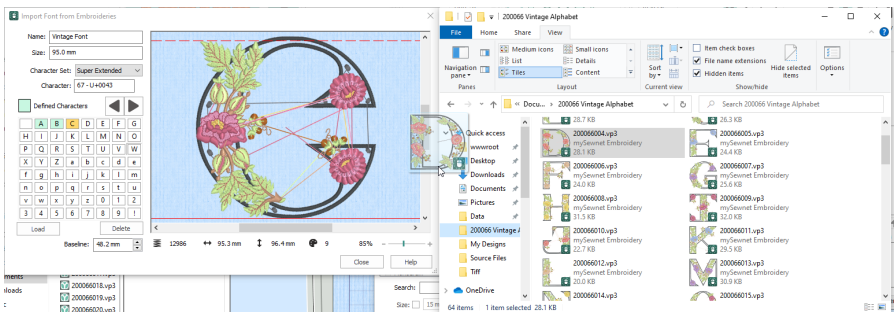 Import Font from Embroideries
Name: Vintage Font
Size: 95.0 mm
Character Set: Super Extended
Character: 67 - U+0043
Defined Characters
A B C D E F G
H I J K L M N O
P Q R S T U V W
X Y Z a b c d e
f g h i j k l m
n o p q r s t u
v w x y z 0 1 2
3 4 5 6 7 8 9 !
Load Delete
Baseline: 48.2 mm
12986 95.3 mm 96.4 mm 9 85%
Close Help
200066018.vp3
200066019.vp3
200066020.vp3
Search:
Size: 15 m
200066 Vintage Alphabet
File Home Share View
Navigation pane
Panes
Medium icons Small icons
List Details
Tiles Content
Layout
Sort by
Current view
Item check boxes
File name extensions
Hidden items
Hide selected items
Show/hide
Options
« Docu... › 200066 Vintage Alphabet
Search 200066 Vintage Alphabet
Quick access
wwwroot
Desktop
Downloads
Documents
Pictures
Data
200066 Vintage A
My Designs
Source Files
Tiff
OneDrive
28.7 KB
28.3 KB
200066004.vp3
mySewnet Embroidery
28.1 KB
200066005.vp3
mySewnet Embroidery
24.4 KB
200066006.vp3
mySewnet Embroidery
24.0 KB
200066007.vp3
mySewnet Embroidery
25.6 KB
200066008.vp3
mySewnet Embroidery
31.5 KB
200066009.vp3
mySewnet Embroidery
32.0 KB
200066010.vp3
mySewnet Embroidery
22.7 KB
200066011.vp3
mySewnet Embroidery
29.5 KB
200066012.vp3
mySewnet Embroidery
20.0 KB
200066013.vp3
mySewnet Embroidery
30.9 KB
200066014.vp3
200066015.vp3
64 items 1 item selected 28.1 KB